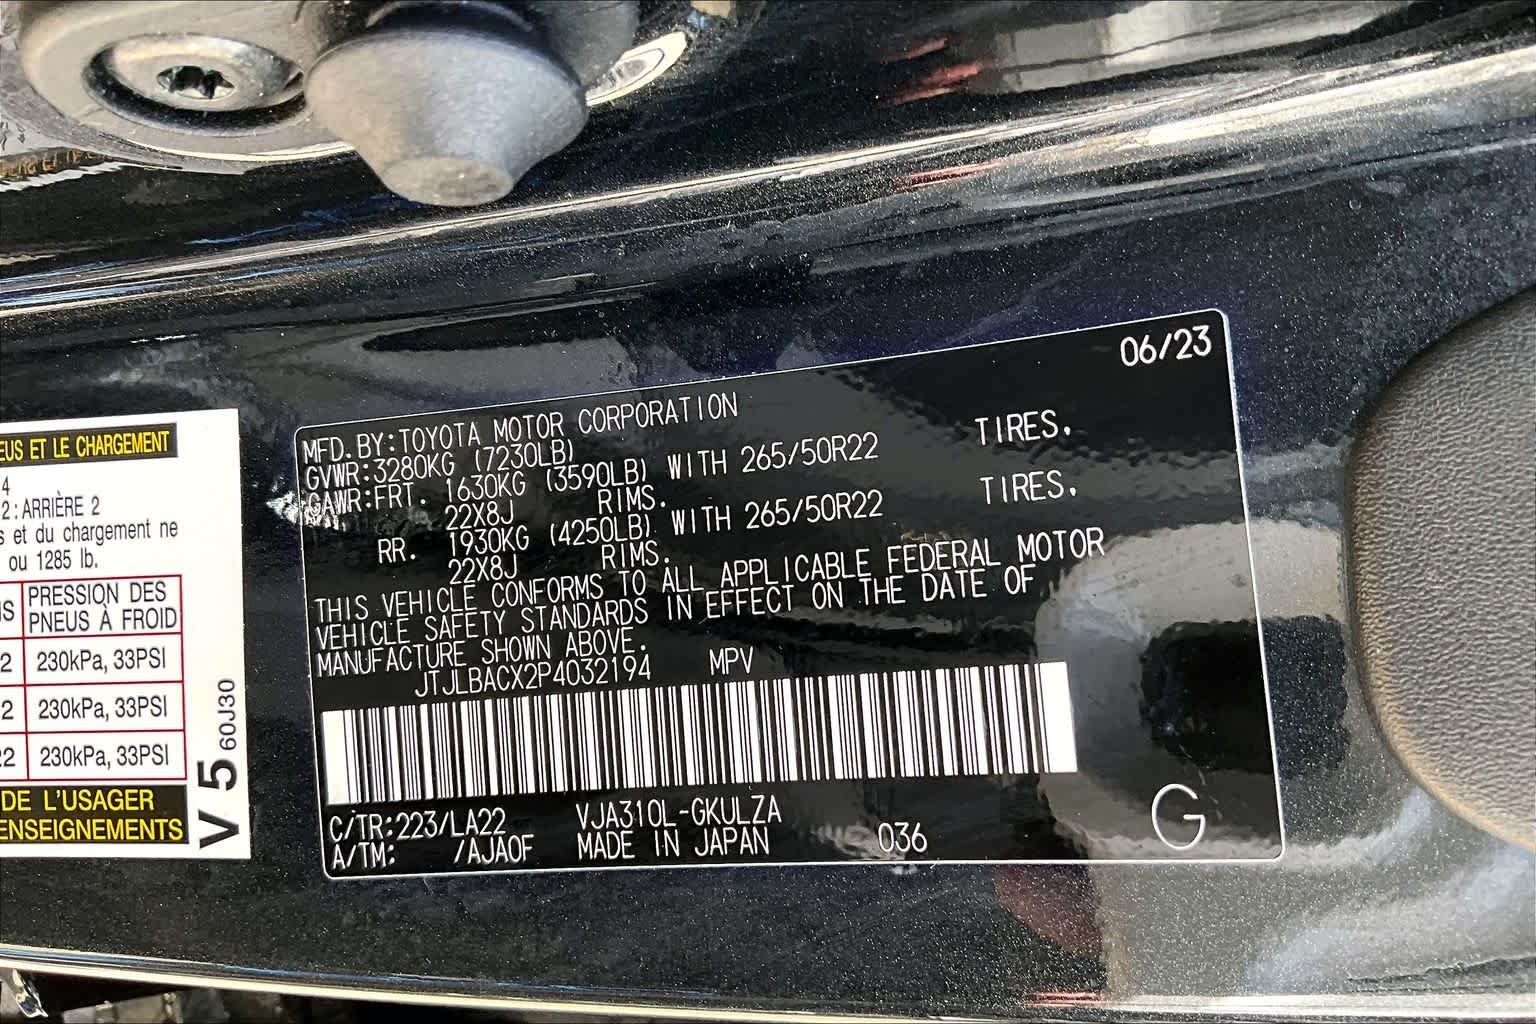 EUS ET LE CHARGEMENT
4
2: ARRIÈRE 2
s et du chargement ne
ou 1285 lb.
PRESSION DES
PNEUS À FROID
2 230kPa, 33PSI
2 230kPa, 33PSI
22 230kPa, 33PSI
DE L'USAGER
ENSEIGNEMENTS
V 5 60J30
06/23
MFD. BY: TOYOTA MOTOR CORPORATION
GVWR: 3280KG (7230LB)
GAWR: FRT. 1630KG (3590LB) WITH 265/50R22 TIRES,
22X8J RIMS.
RR. 1930KG (4250LB) WITH 265/50R22 TIRES,
22X8J RIMS.
THIS VEHICLE CONFORMS TO ALL APPLICABLE FEDERAL MOTOR
VEHICLE SAFETY STANDARDS IN EFFECT ON THE DATE OF
MANUFACTURE SHOWN ABOVE.
JTJLBACX2P4032194 MPV
C/TR: 223/LA22 VJA310L-GKULZA
A/TM: /AJA0F MADE IN JAPAN 036
G